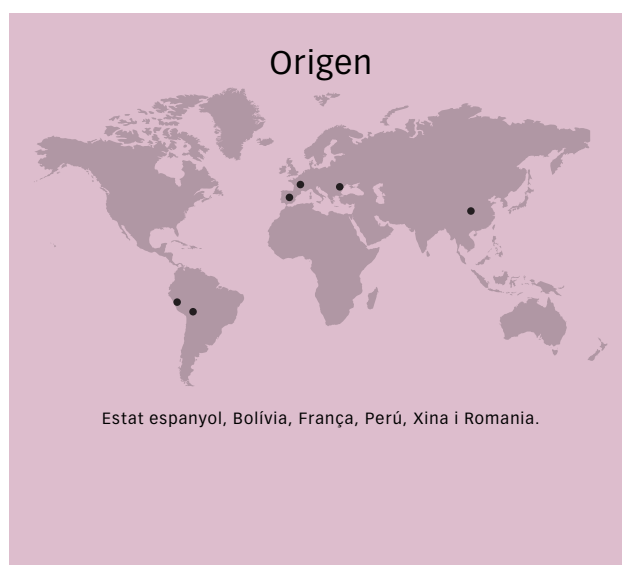 Origen
Estat espanyol, Bolívia, França, Perú, Xina i Romania.